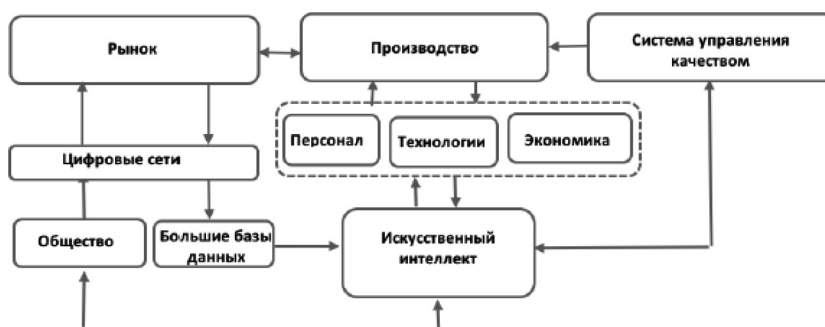 Рынок
Производство
Система управления
качеством
Персонал
Технологии
Экономика
Цифровые сети
Общество
Большие базы
данных
Искусственный
интеллект